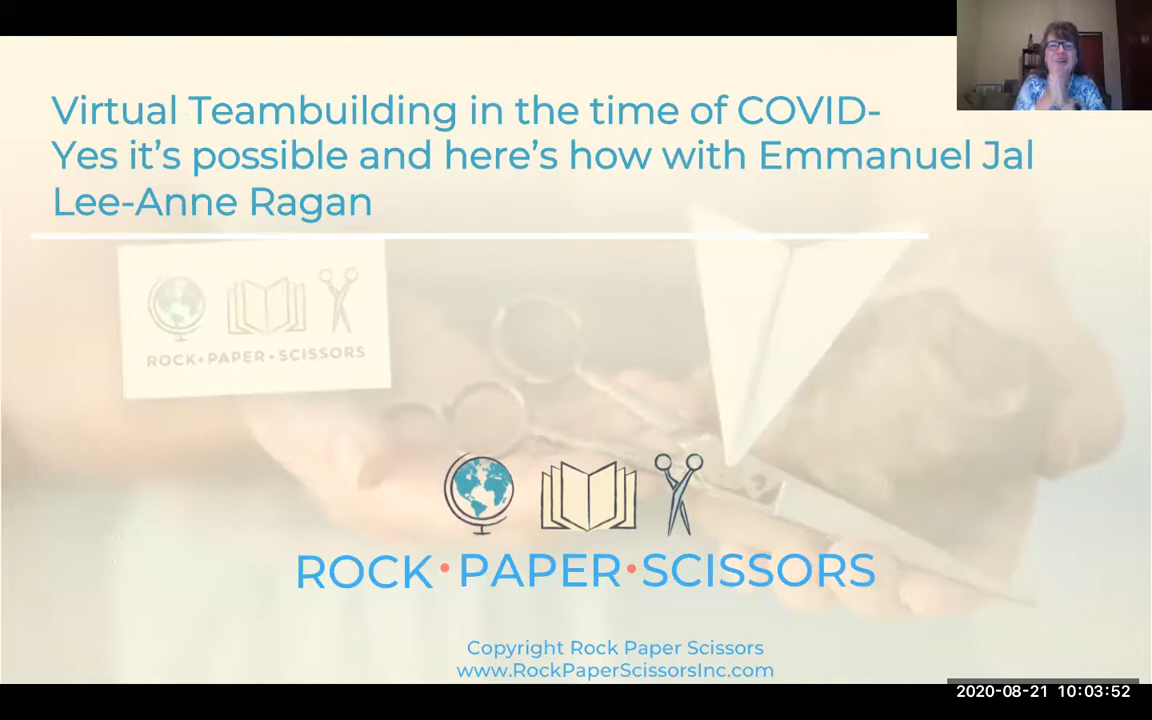 Virtual Teambuilding in the time of COVID-
Yes it's possible and here's how with Emmanuel Jal
Lee-Anne Ragan
ROCK•PAPER•SCISSORS
ROCK•PAPER•SCISSORS
Copyright Rock Paper Scissors
www.RockPaperScissorsInc.com
2020-08-21 10:03:52